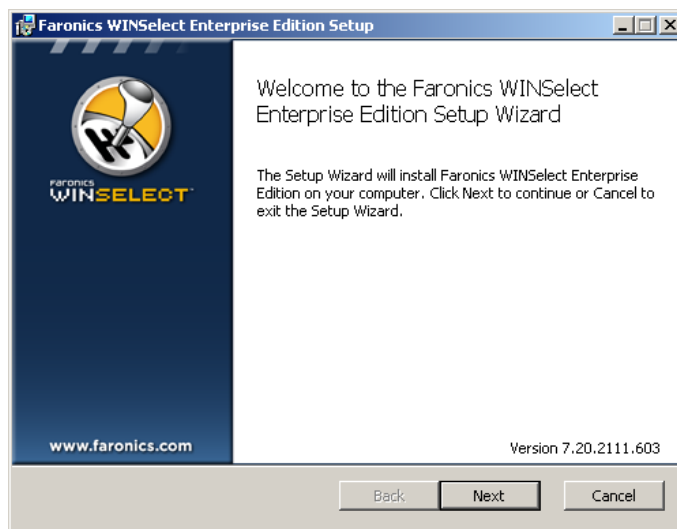 Faronics WINSelect Enterprise Edition Setup
Welcome to the Faronics WINSelect
Enterprise Edition Setup Wizard
The Setup Wizard will install Faronics WINSelect Enterprise
Edition on your computer. Click Next to continue or Cancel to
exit the Setup Wizard.
FARONICS
WINSELECT
www.faronics.com
Version 7.20.2111.603
Back
Next
Cancel